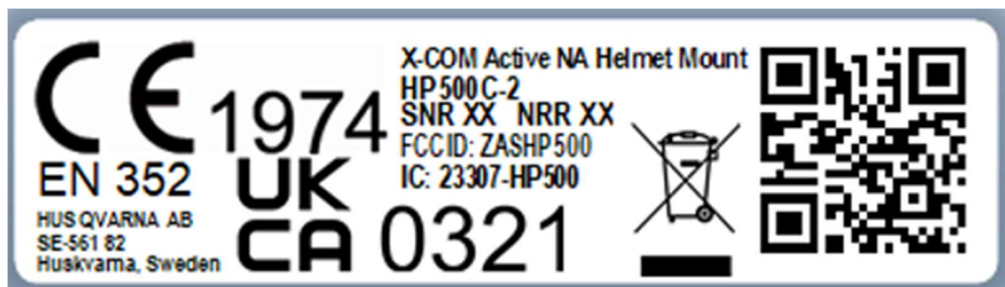 CE 1974
EN 352
HUSQVARNA AB
SE-561 82
Huskvarna, Sweden
UK
CA 0321
X-COM Active NA Helmet Mount
HP500C-2
SNR XX NRR XX
FCCID: ZASHP500
IC: 23307-HP500